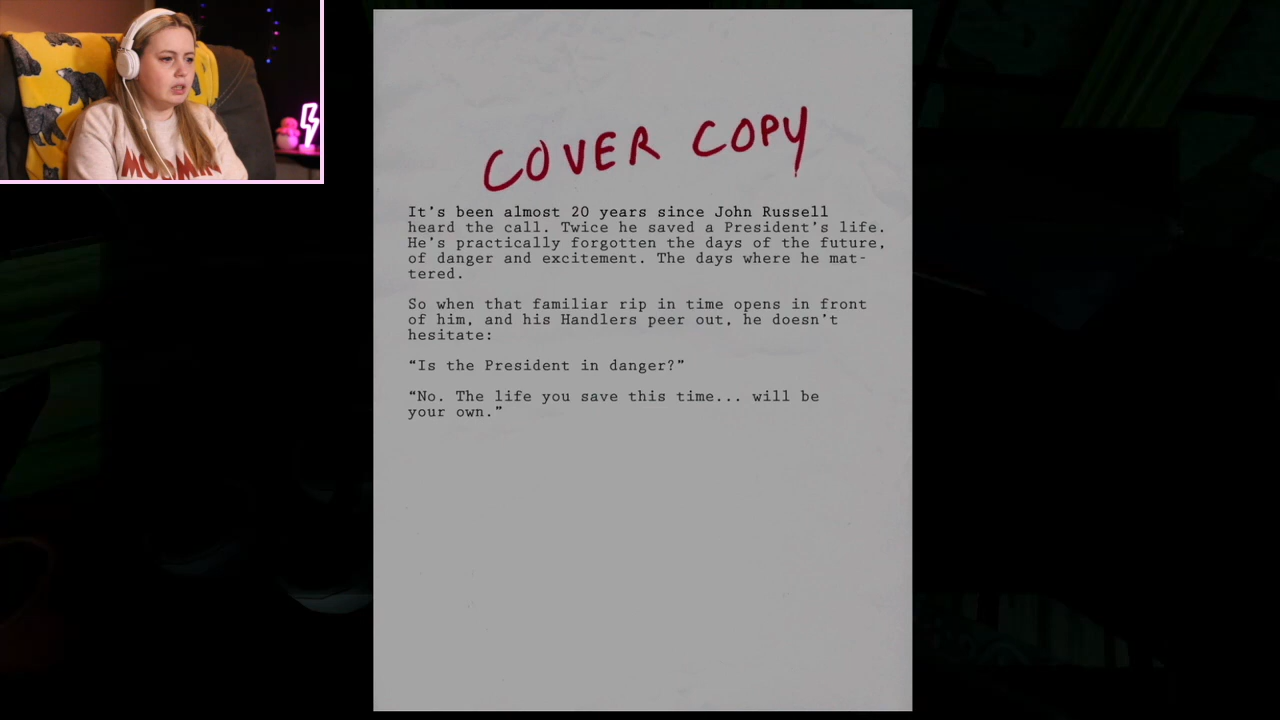 MOOMIN
COVER COPY
It's been almost 20 years since John Russell
heard the call. Twice he saved a President's life.
He's practically forgotten the days of the future,
of danger and excitement. The days where he mat-
tered.
So when that familiar rip in time opens in front
of him, and his Handlers peer out, he doesn't
hesitate:
“Is the President in danger?”
“No. The life you save this time... will be
your own.”